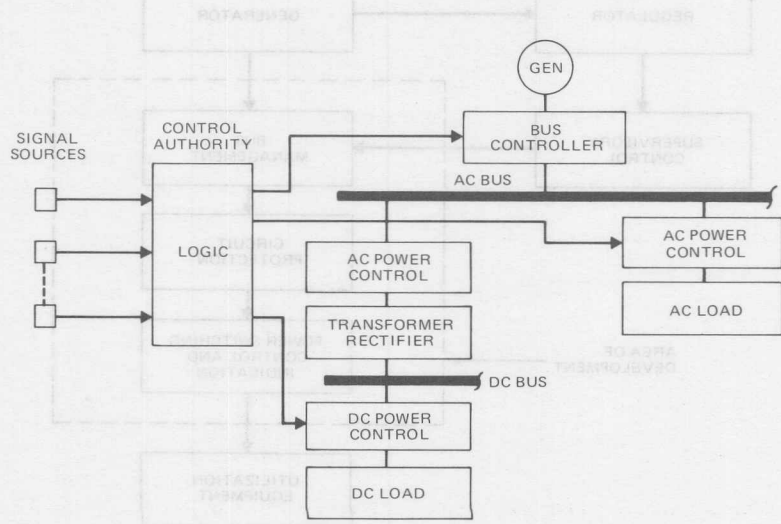 GEN
BUS
CONTROLLER
SIGNAL
SOURCES
CONTROL
AUTHORITY
AC BUS
LOGIC
AC POWER
CONTROL
AC POWER
CONTROL
AC LOAD
TRANSFORMER
RECTIFIER
DC BUS
DC POWER
CONTROL
DC LOAD